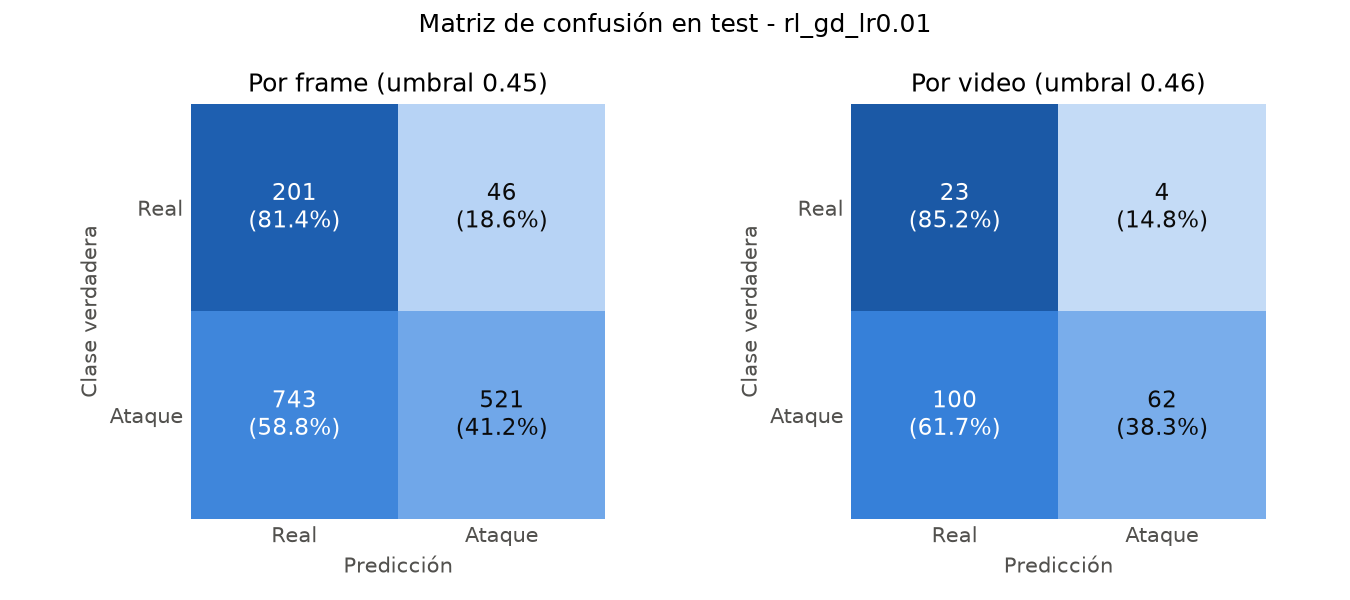 Matriz de confusión en test - rl_gd_lr0.01
Por frame (umbral 0.45)
Clase verdadera
Real
201
(81.4%)
46
(18.6%)
Ataque
743
(58.8%)
521
(41.2%)
Real
Ataque
Predicción
Por video (umbral 0.46)
Clase verdadera
Real
23
(85.2%)
4
(14.8%)
Ataque
100
(61.7%)
62
(38.3%)
Real
Ataque
Predicción